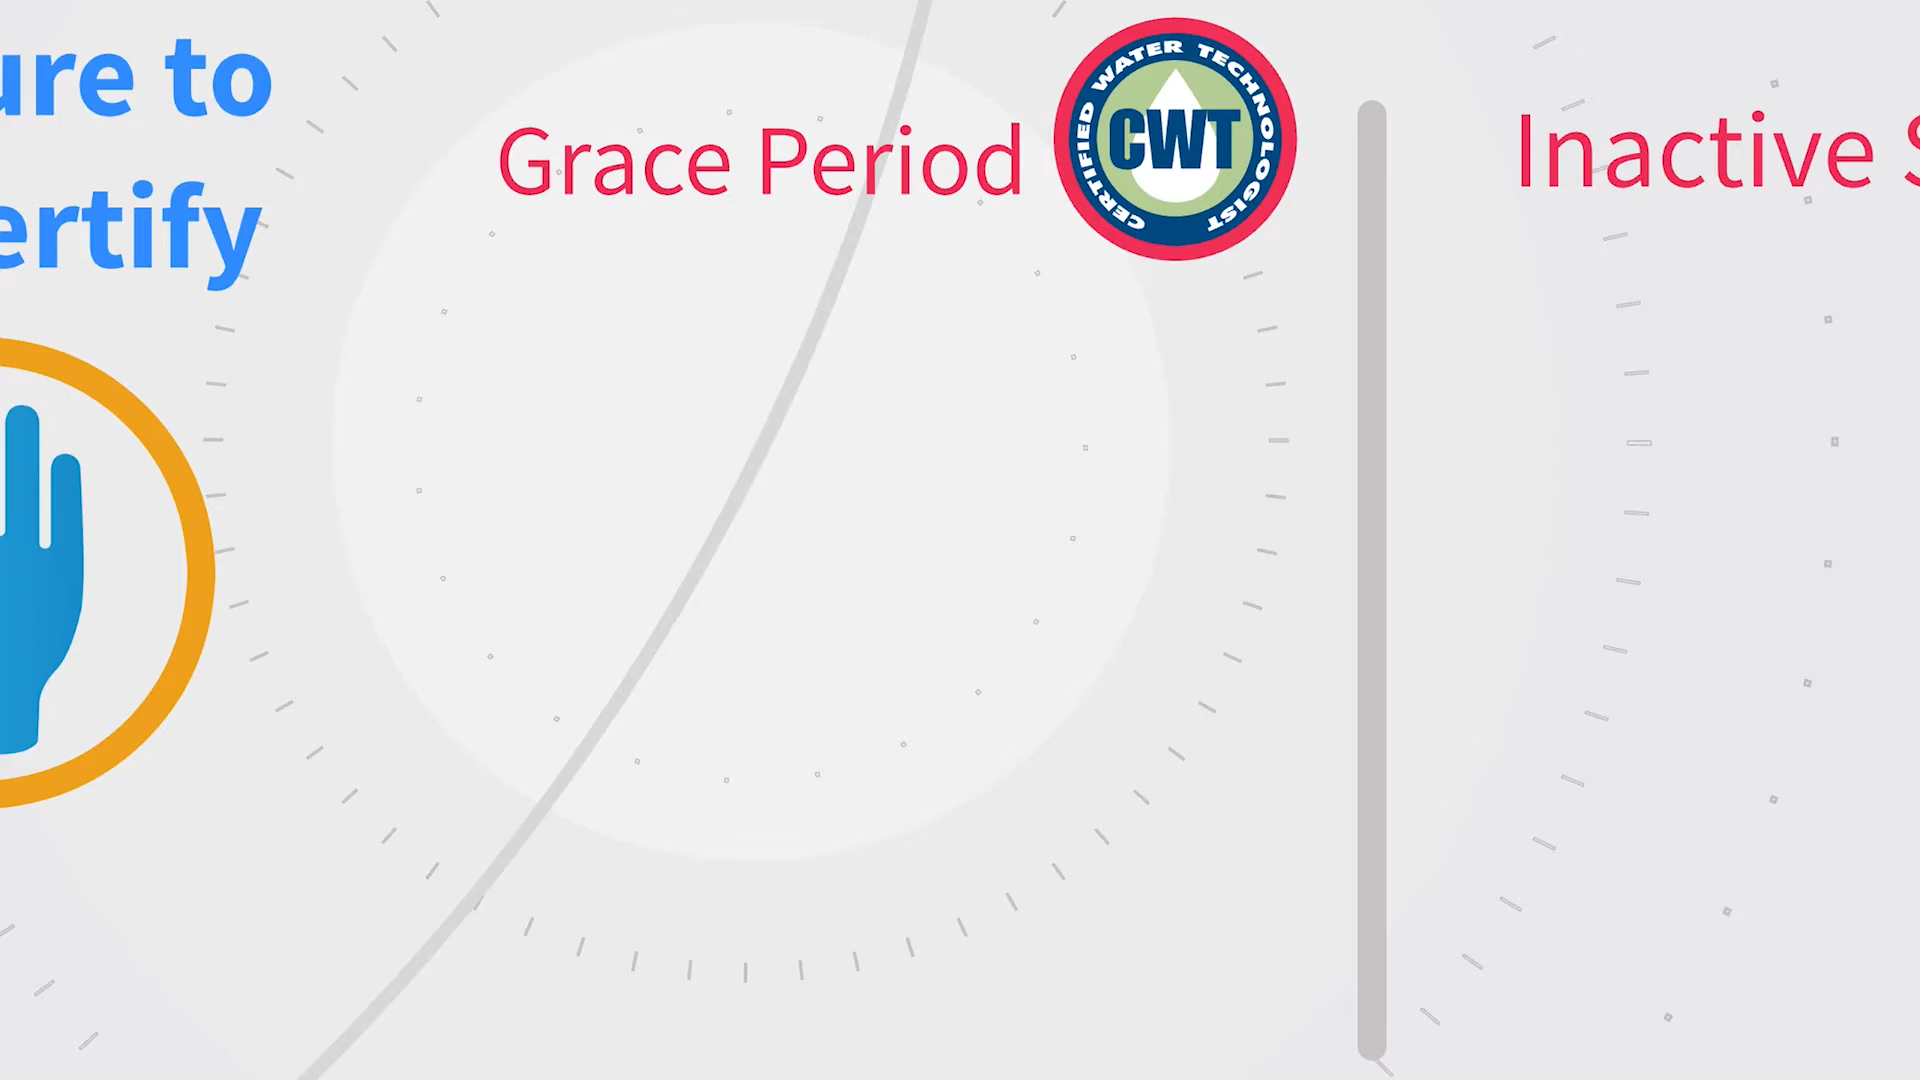 ure to
ertify
Grace Period
CERTIFIED WATER TECHNOLOGIST
CWT
Inactive